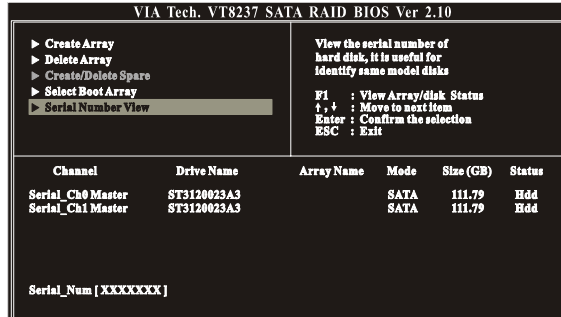 VIA Tech. VT8237 SATA RAID BIOS Ver 2.10
Create Array
Delete Array
Create/Delete Spare
Select Boot Array
Serial Number View
View the serial number of
hard disk, it is useful for
identify same model disks
F1 : View Array/disk Status
↑,↓ : Move to next item
Enter : Confirm the selection
ESC : Exit
Channel Drive Name Array Name Mode Size (GB) Status
Serial_Ch0 Master ST3120023A3 SATA 111.79 Hdd
Serial_Ch1 Master ST3120023A3 SATA 111.79 Hdd
Serial_Num [ XXXXXXX ]